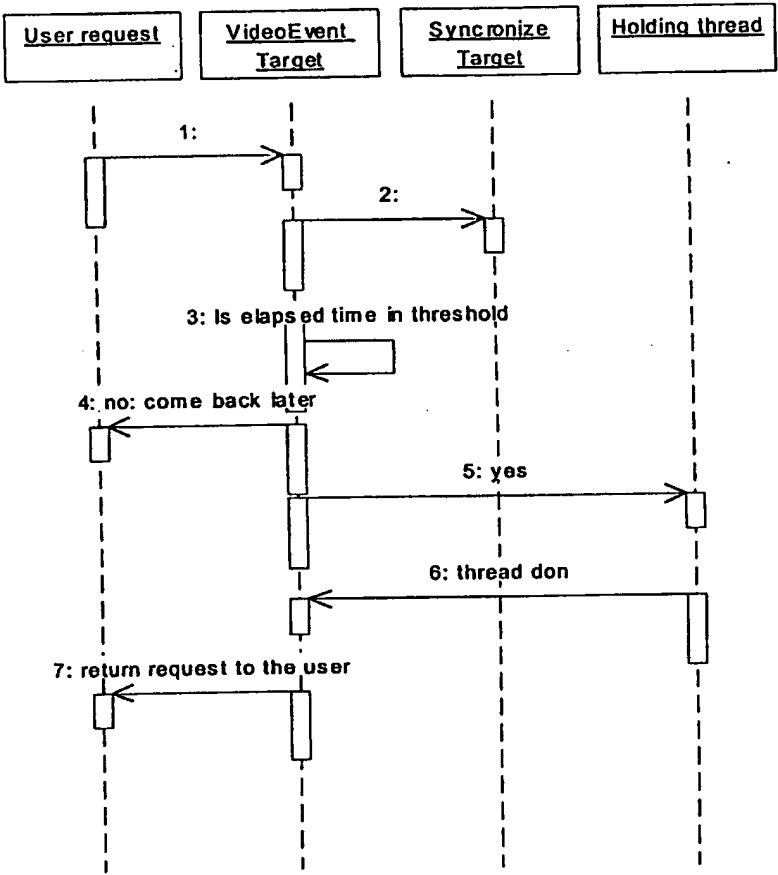 User request
VideoEvent_
Target
Syncronize
Target
Holding thread
1:
2:
3: Is elapsed time in threshold
4: no: come back later
5: yes
6: thread don
7: return request to the user